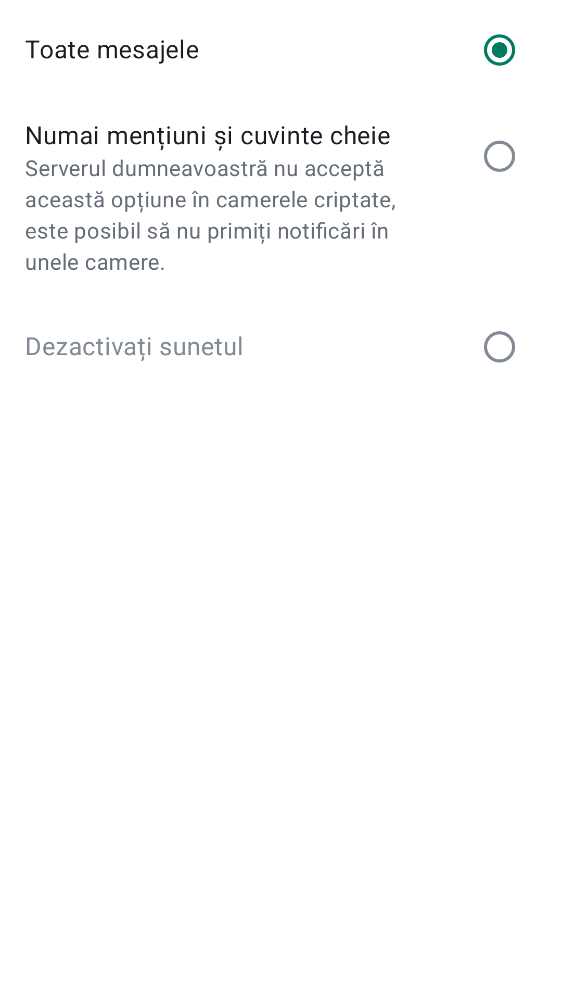 Toate mesajele
Numai mențiuni și cuvinte cheie
Serverul dumneavoastră nu acceptă
această opțiune în camerele criptate,
este posibil să nu primiți notificări în
unele camere.
Dezactivați sunetul